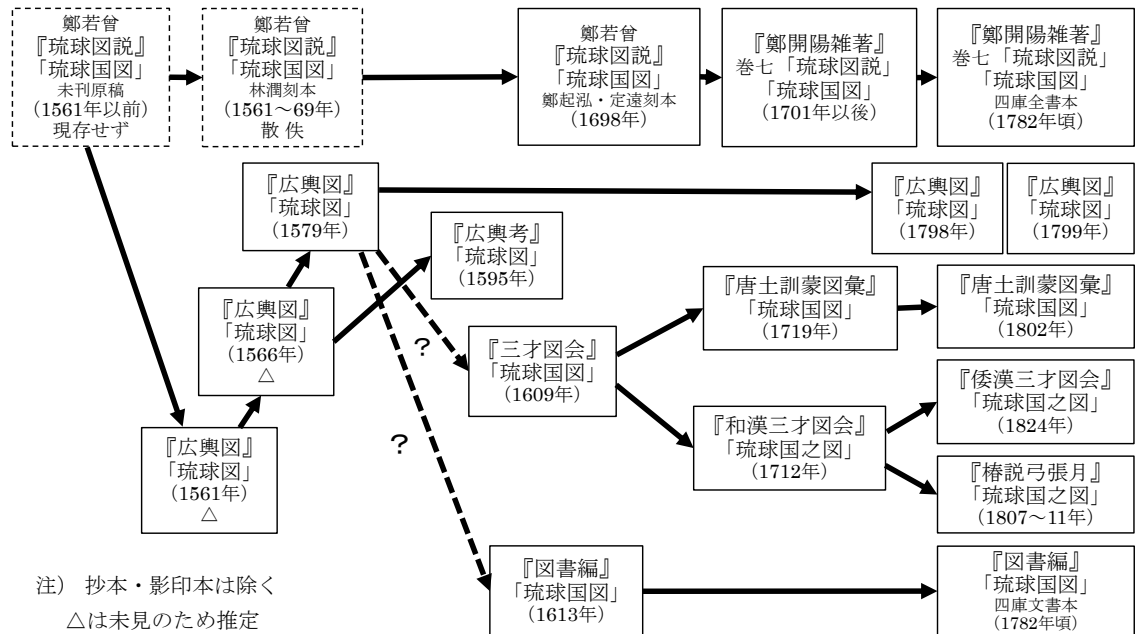 鄭若曾
『琉球図説』
「琉球国図」
未刊原稿
(1561年以前)
現存せず
鄭若曾
『琉球図説』
「琉球国図」
林潤刻本
(1561～69年)
散 佚
鄭若曾
『琉球図説』
「琉球国図」
鄭起泓・定遠刻本
(1698年)
『鄭開陽雑著』
巻七「琉球図説」
「琉球国図」
(1701年以後)
『鄭開陽雑著』
巻七「琉球図説」
「琉球国図」
四庫全書本
(1782年頃)
『広輿図』
「琉球図」
(1579年)
『広輿図』
「琉球図」
(1798年)
『広輿図』
「琉球図」
(1799年)
『広輿考』
「琉球図」
(1595年)
『広輿図』
「琉球図」
(1566年)
△
『唐土訓蒙図彙』
「琉球国図」
(1719年)
『唐土訓蒙図彙』
「琉球国図」
(1802年)
?
『三才図会』
「琉球国図」
(1609年)
『倭漢三才図会』
「琉球国之図」
(1824年)
『和漢三才図会』
「琉球国之図」
(1712年)
『広輿図』
「琉球図」
(1561年)
△
?
『椿説弓張月』
「琉球国之図」
(1807～11年)
『図書編』
「琉球国図」
(1613年)
『図書編』
「琉球国図」
四庫文書本
(1782年頃)
注） 抄本・影印本は除く
△は未見のため推定